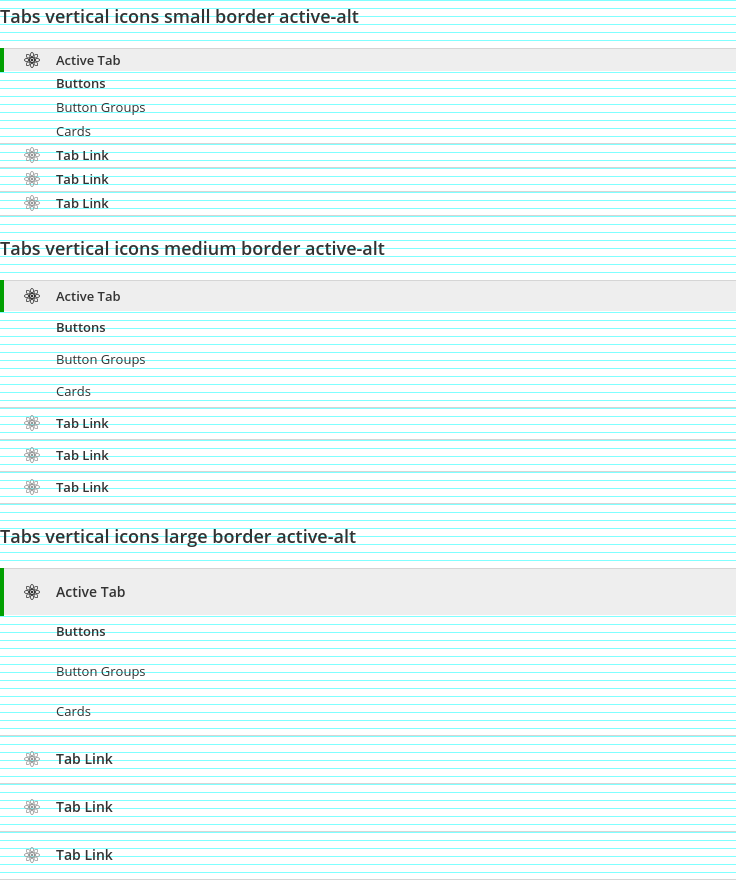 Tabs vertical icons small border active-alt
Active Tab
Buttons
Button Groups
Cards
Tab Link
Tab Link
Tab Link
Tabs vertical icons medium border active-alt
Active Tab
Buttons
Button Groups
Cards
Tab Link
Tab Link
Tab Link
Tabs vertical icons large border active-alt
Active Tab
Buttons
Button Groups
Cards
Tab Link
Tab Link
Tab Link